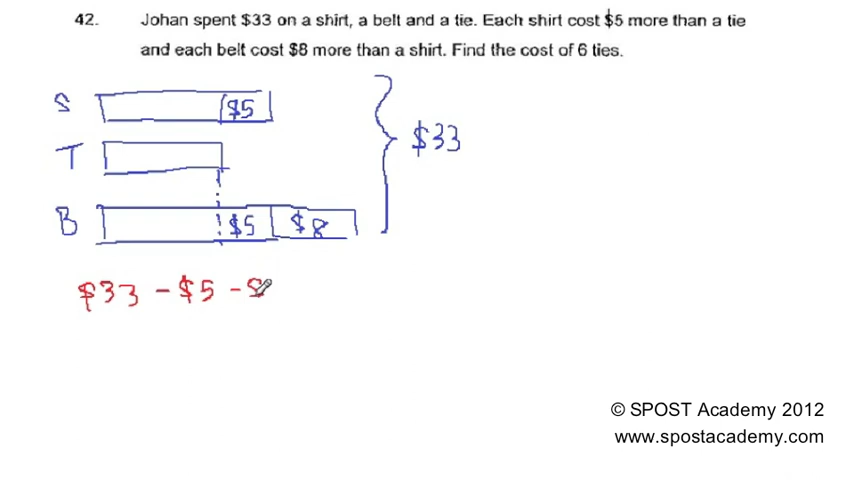 42. Johan spent $33 on a shirt, a belt and a tie. Each shirt cost $5 more than a tie
and each belt cost $8 more than a shirt. Find the cost of 6 ties.
S $5
$33
T
B $5 $8
$33 - $5 -
© SPOST Academy 2012
www.spostacademy.com